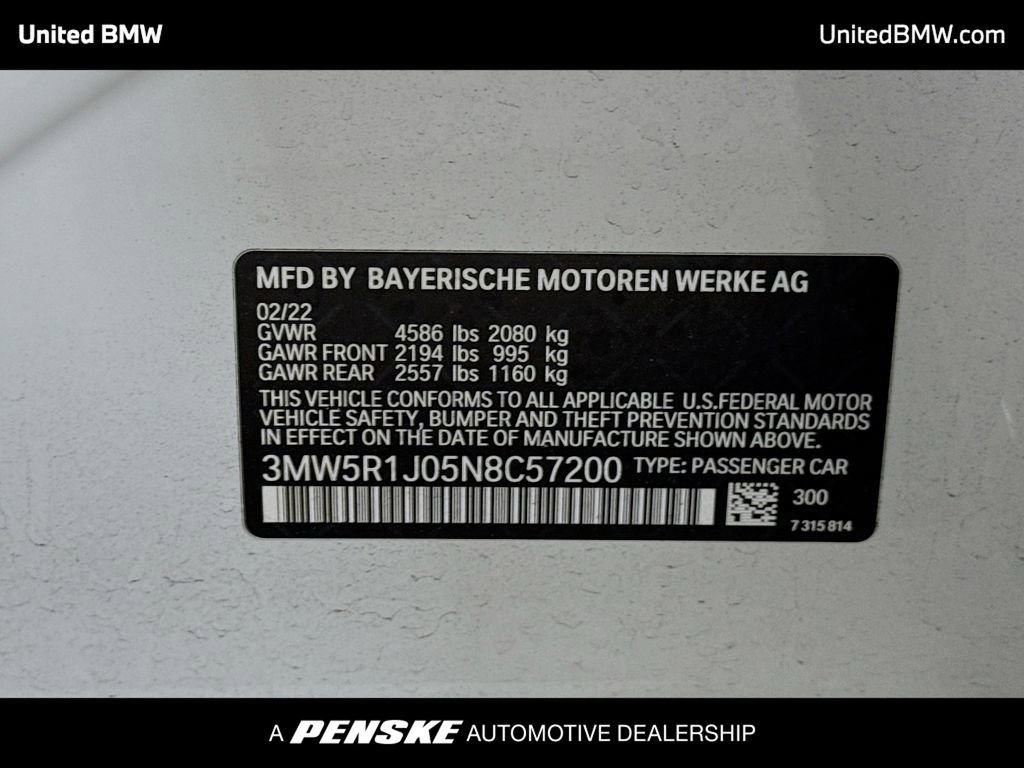 United BMW
UnitedBMW.com
MFD BY BAYERISCHE MOTOREN WERKE AG
02/22
GVWR 4586 lbs 2080 kg
GAWR FRONT 2194 lbs 995 kg
GAWR REAR 2557 lbs 1160 kg
THIS VEHICLE CONFORMS TO ALL APPLICABLE U.S.FEDERAL MOTOR
VEHICLE SAFETY, BUMPER AND THEFT PREVENTION STANDARDS
IN EFFECT ON THE DATE OF MANUFACTURE SHOWN ABOVE.
3MW5R1J05N8C57200 TYPE: PASSENGER CAR
300
7 315 814
A PENSKE AUTOMOTIVE DEALERSHIP